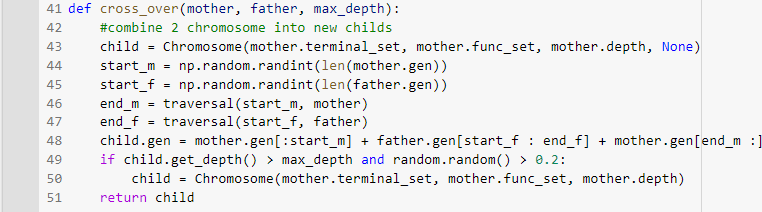 41 def cross_over(mother, father, max_depth):
42     #combine 2 chromosome into new childs
43     child = Chromosome(mother.terminal_set, mother.func_set, mother.depth, None)
44     start_m = np.random.randint(len(mother.gen))
45     start_f = np.random.randint(len(father.gen))
46     end_m = traversal(start_m, mother)
47     end_f = traversal(start_f, father)
48     child.gen = mother.gen[:start_m] + father.gen[start_f : end_f] + mother.gen[end_m :]
49     if child.get_depth() > max_depth and random.random() > 0.2:
50         child = Chromosome(mother.terminal_set, mother.func_set, mother.depth)
51     return child